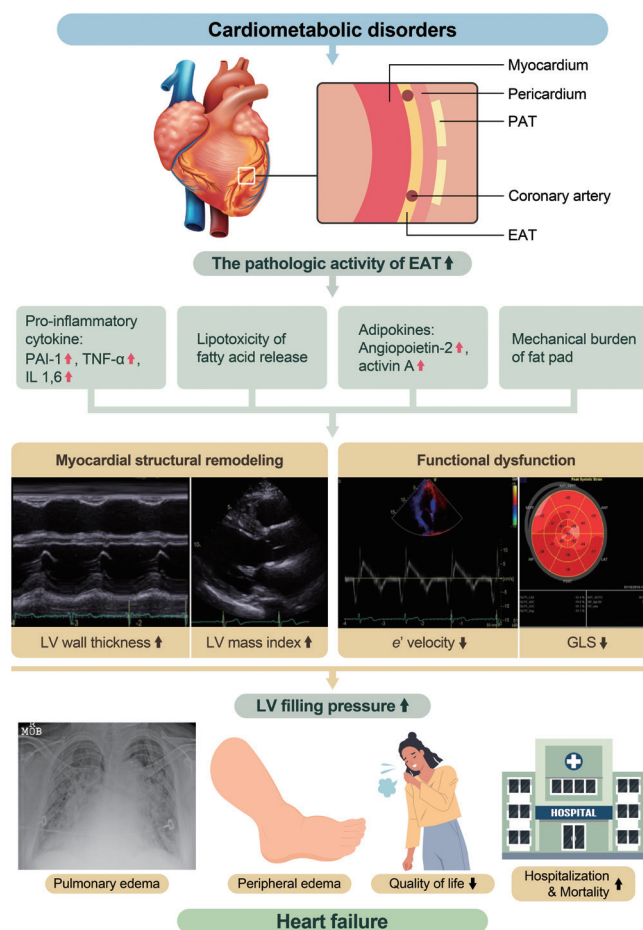 Cardiometabolic disorders
Myocardium
Pericardium
PAT
Coronary artery
EAT
The pathologic activity of EAT ↑
Pro-inflammatory
cytokine:
PAI-1↑, TNF-α↑,
IL 1,6↑
Lipotoxicity of
fatty acid release
Adipokines:
Angiopoietin-2↑,
activin A↑
Mechanical burden
of fat pad
Myocardial structural remodeling
Functional dysfunction
LV wall thickness ↑
LV mass index ↑
e' velocity ↓
GLS ↓
LV filling pressure ↑
R
MOB
HOSPITAL
Pulmonary edema
Peripheral edema
Quality of life ↓
Hospitalization
& Mortality ↑
Heart failure